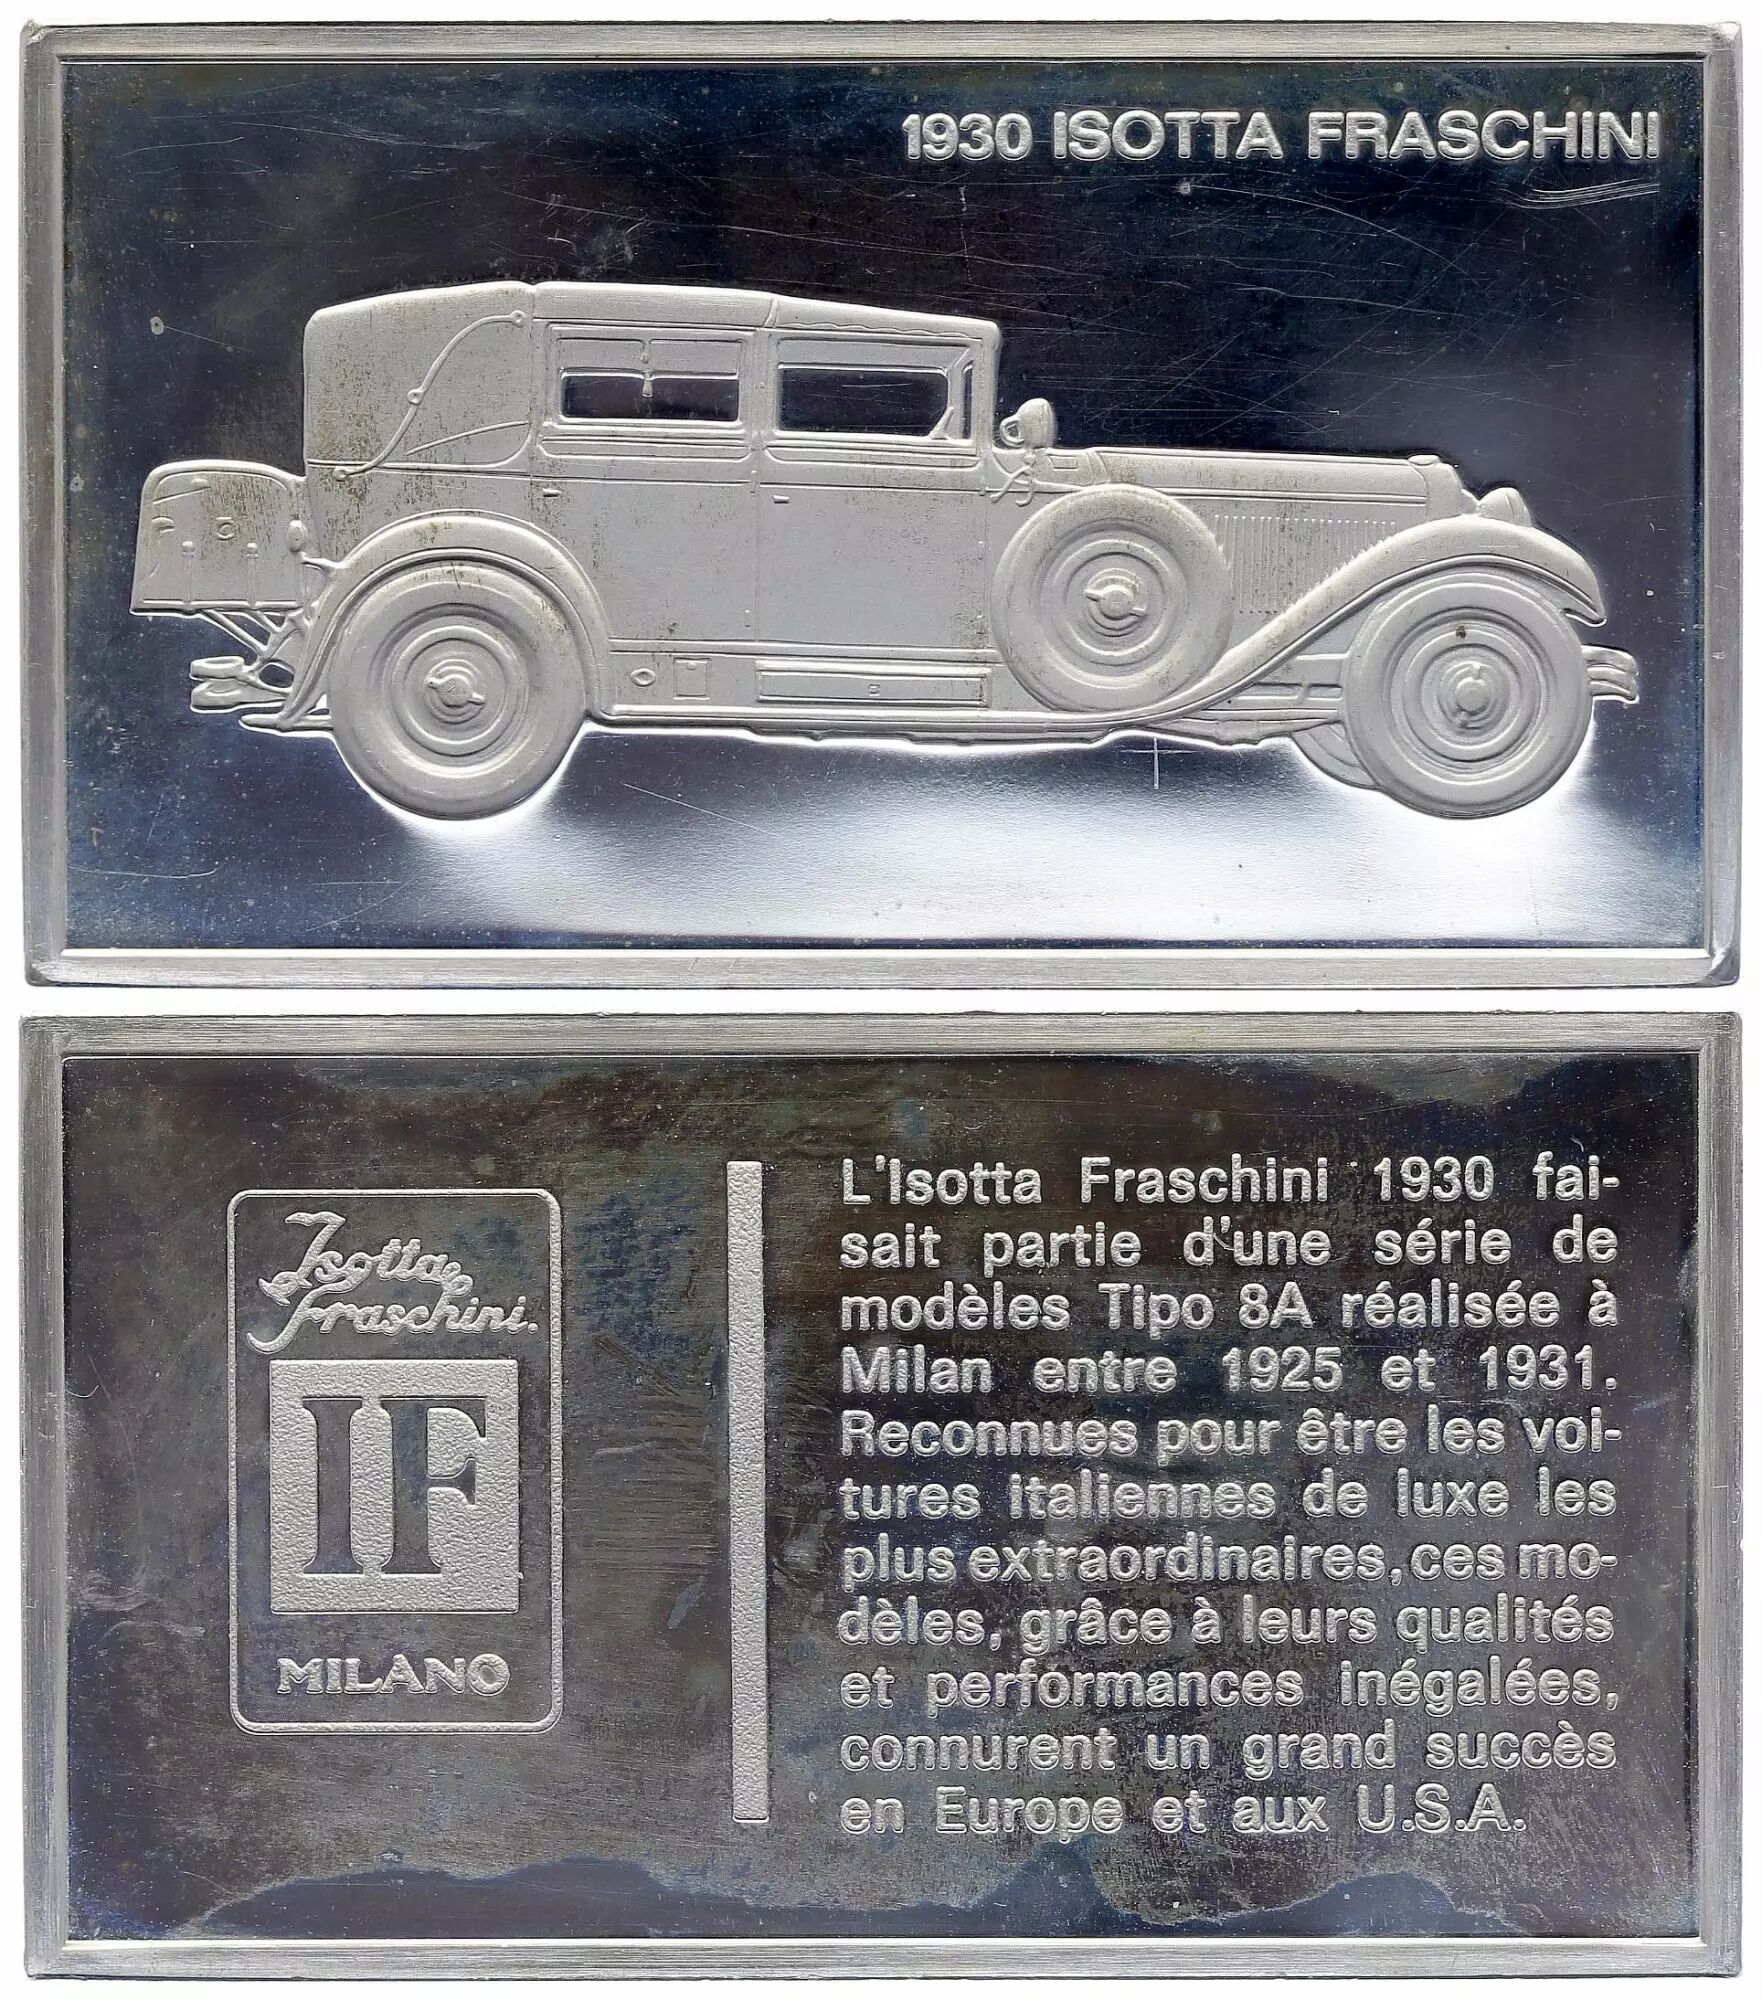 1930 ISOTTA FRASCHINI
Isotta
Fraschini.
IF
MILANO
L'Isotta Fraschini 1930 fai-
sait partie d'une série de
modèles Tipo 8A réalisée à
Milan entre 1925 et 1931.
Reconnues pour être les voi-
tures italiennes de luxe les
plus extraordinaires, ces mo-
dèles, grâce à leurs qualités
et performances inégalées,
connurent un grand succès
en Europe et aux U.S.A.